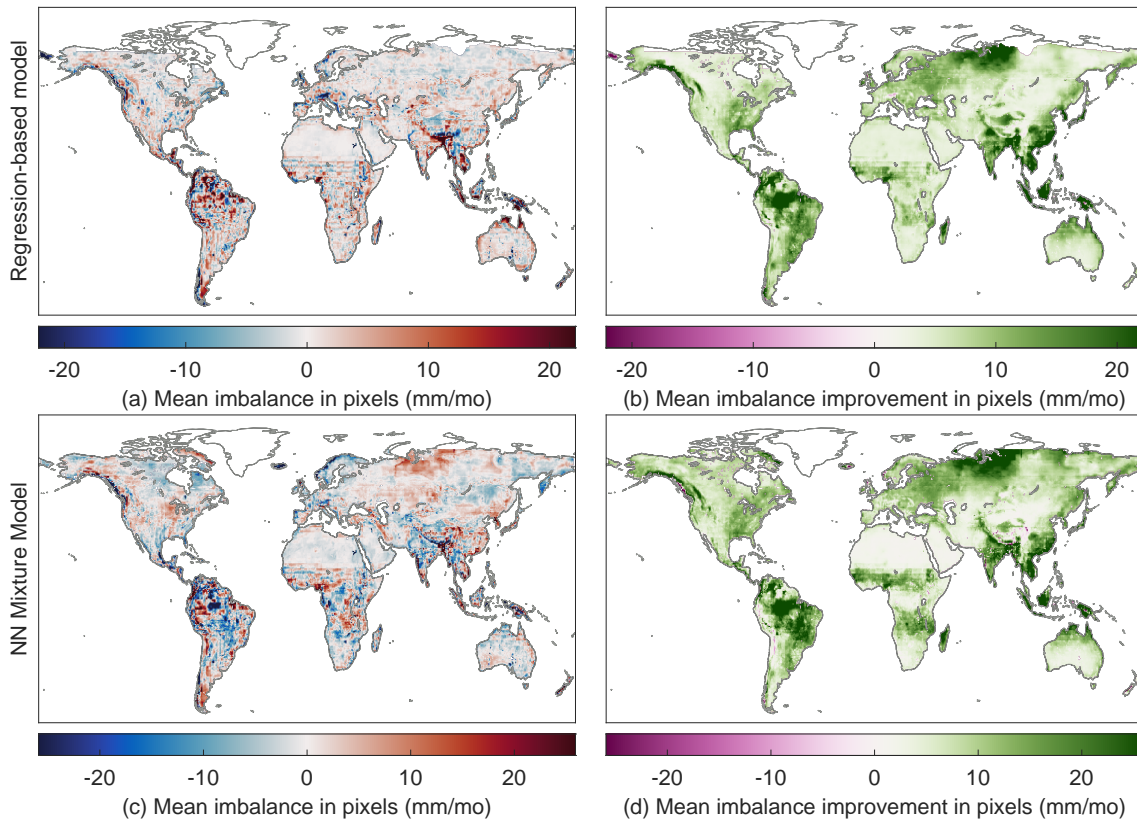 Regression-based model
-20 -10 0 10 20
(a) Mean imbalance in pixels (mm/mo)
-20 -10 0 10 20
(b) Mean imbalance improvement in pixels (mm/mo)
NN Mixture Model
-20 -10 0 10 20
(c) Mean imbalance in pixels (mm/mo)
-20 -10 0 10 20
(d) Mean imbalance improvement in pixels (mm/mo)